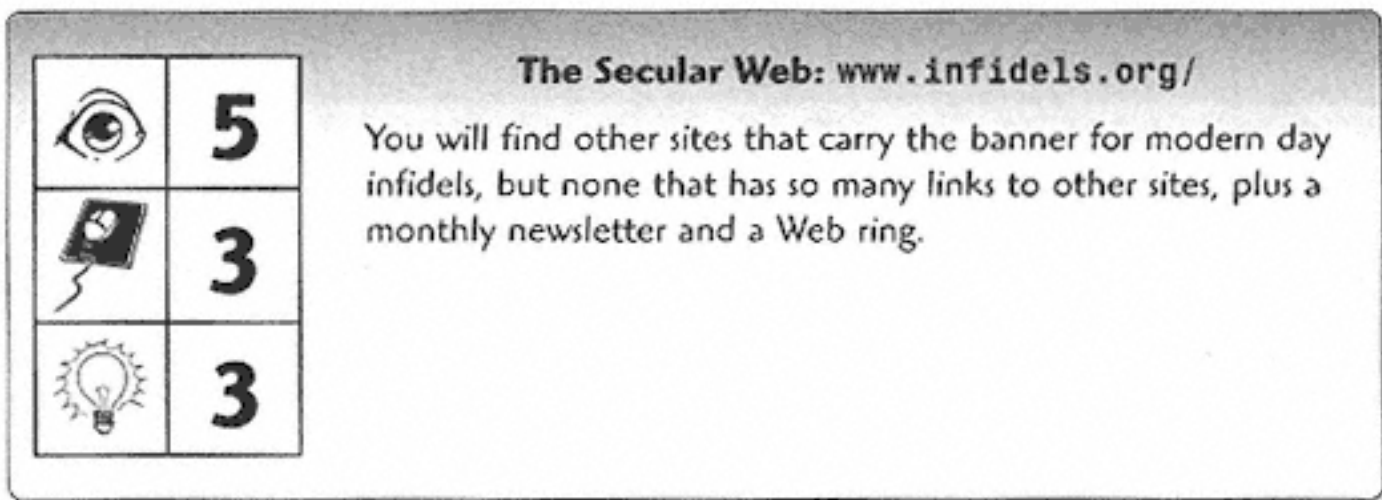 The Secular Web: www.infidels.org/
5
You will find other sites that carry the banner for modern day
infidels, but none that has so many links to other sites, plus a
3
monthly newsletter and a Web ring.
3